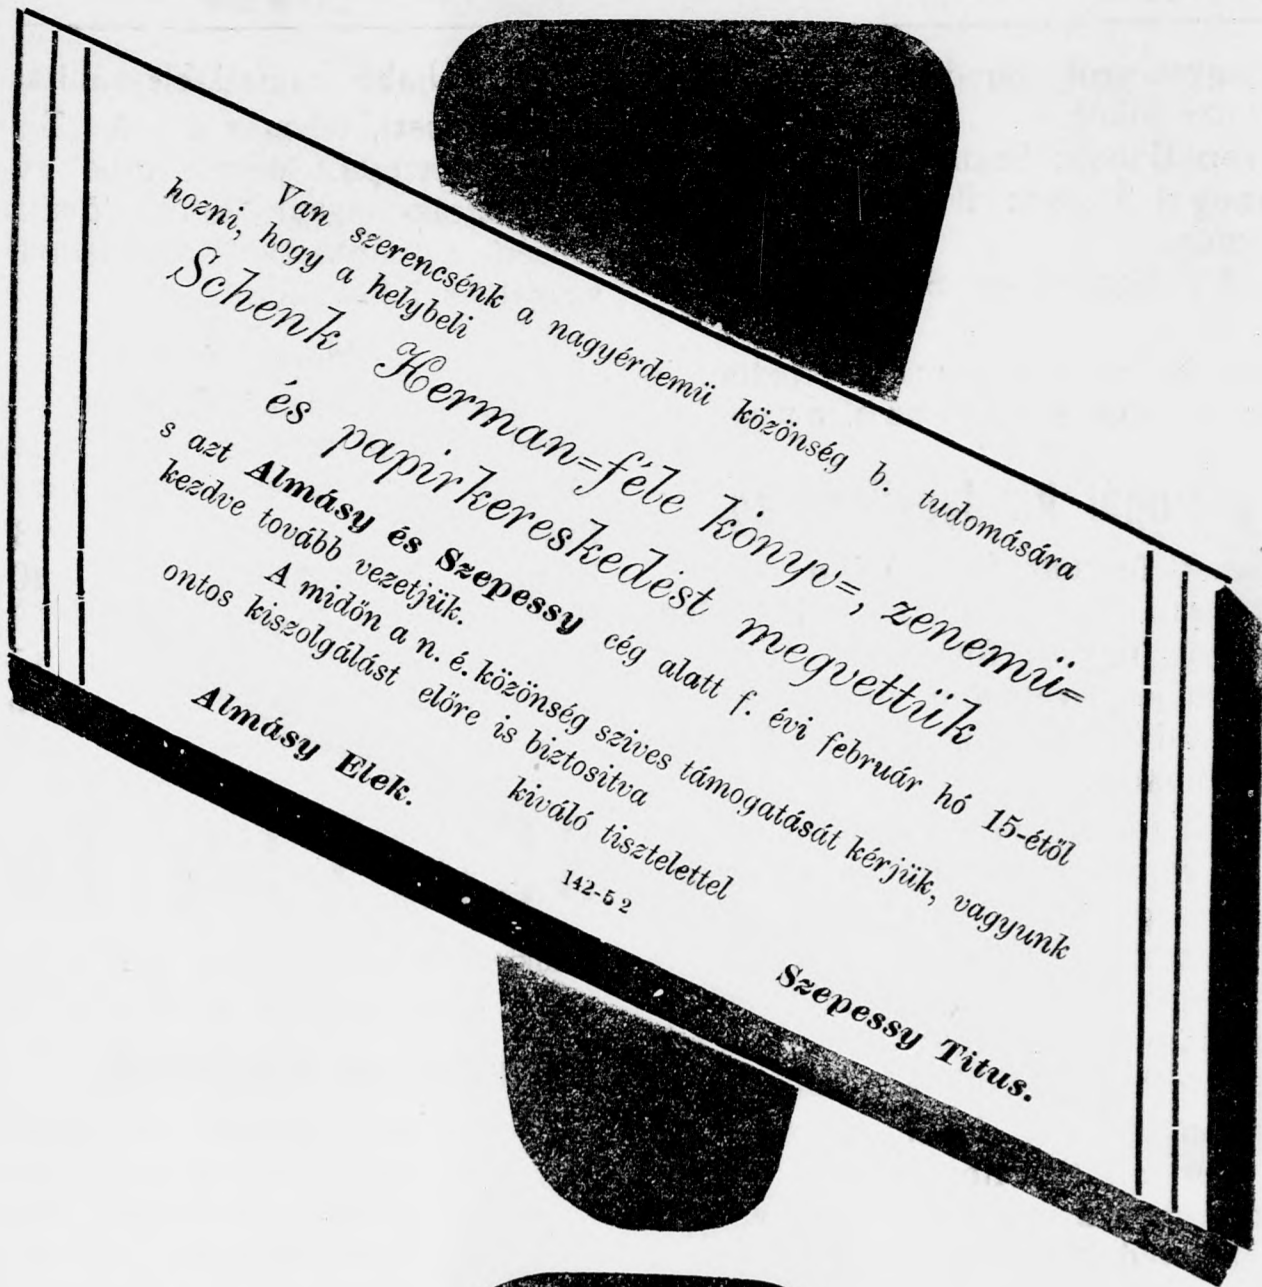 Van szerencsénk a nagyérdemü közönség b. tudomására
hozni, hogy a helybeli
Schenk Herman=féle könyv=, zenemü=
és papirkereskedést megvettük
s azt Almásy és Szepessy cég alatt f. évi február hó 15-étöl
kezdve tovább vezetjük.
A midőn a n. é. közönség szives támogatását kérjük, vagyunk
ontos kiszolgálást előre is biztositva
kiváló tisztelettel
Almásy Elek.
142-5 2
Szepessy Titus.